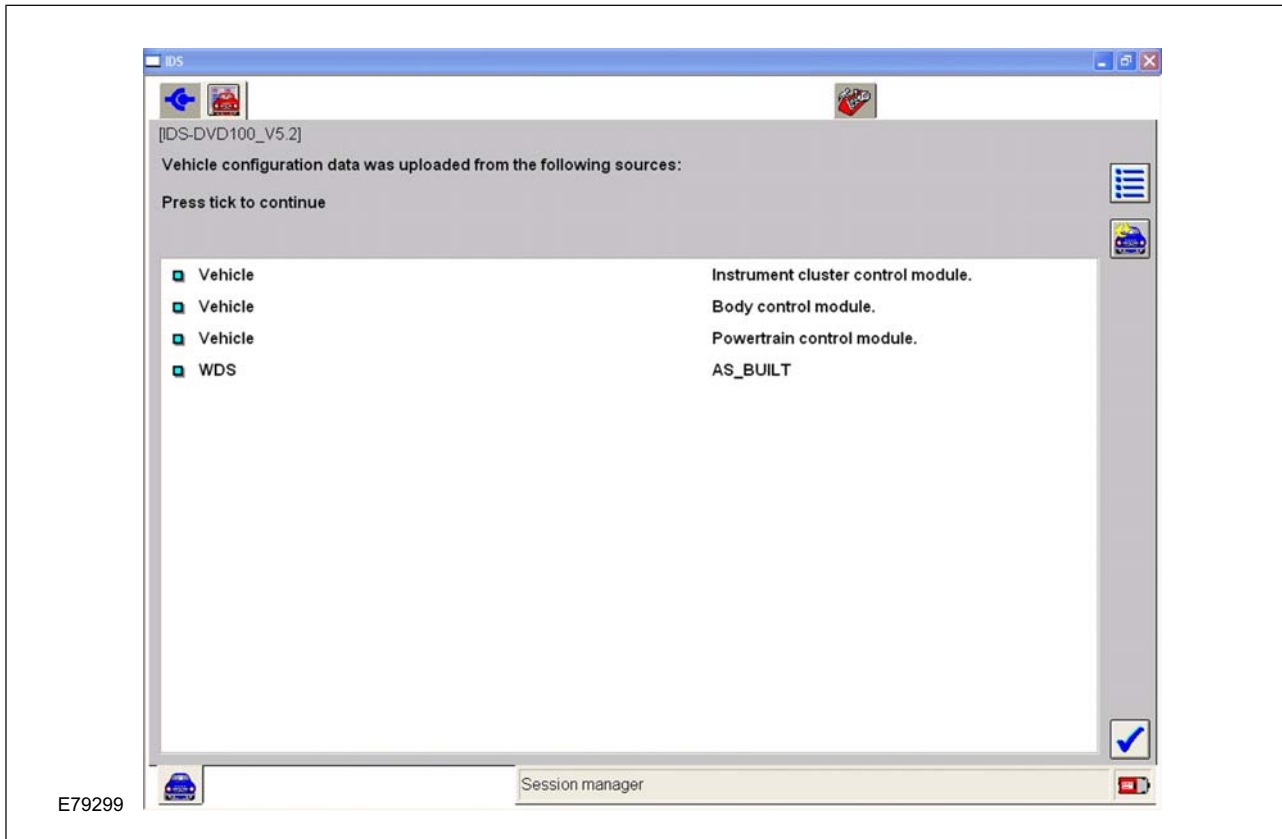 IDS
[IDS-DVD100_V5.2]
Vehicle configuration data was uploaded from the following sources:
Press tick to continue
Vehicle Instrument cluster control module.
Vehicle Body control module.
Vehicle Powertrain control module.
WDS AS_BUILT
Session manager
E79299